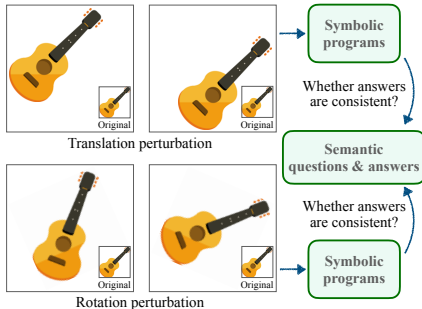 Original
Original
Translation perturbation
Original
Original
Rotation perturbation
Symbolic
programs
Whether answers
are consistent?
Semantic
questions & answers
Whether answers
are consistent?
Symbolic
programs